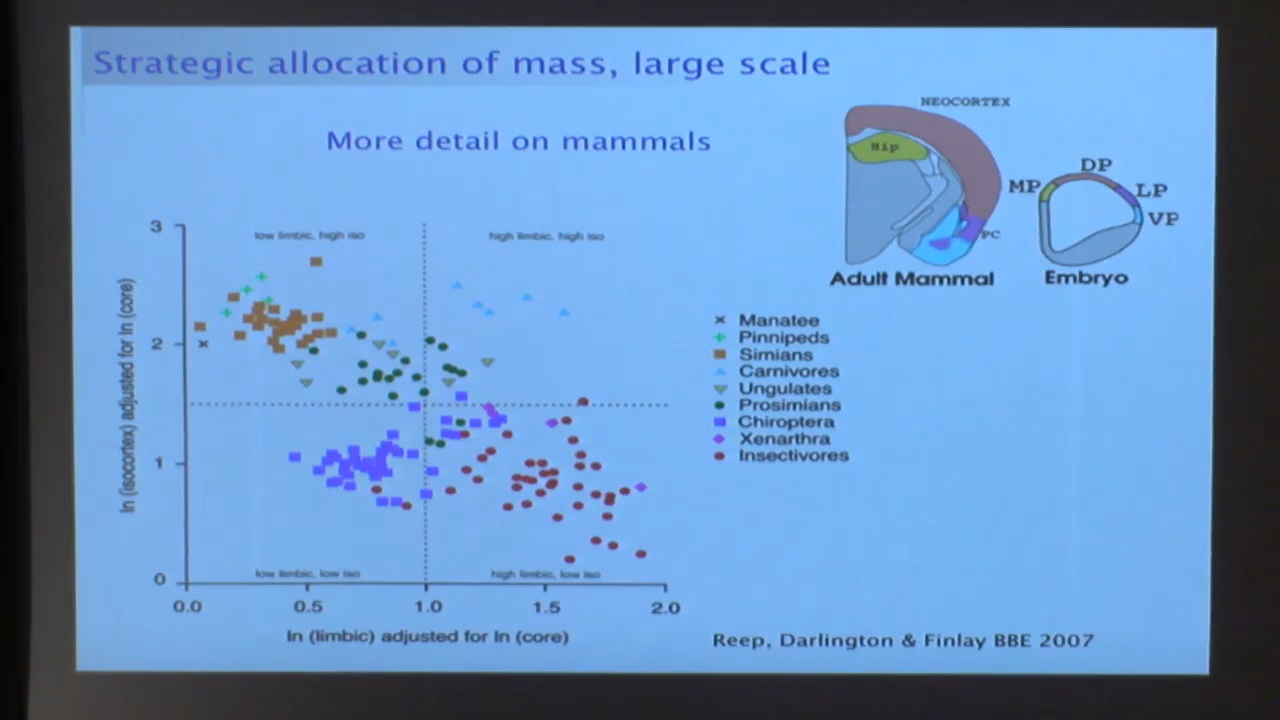 Strategic allocation of mass, large scale
More detail on mammals
NEOCORTEX
Hip
PC
Adult Mammal
MP
DP
LP
VP
Embryo
low limbic, high iso
high limbic, high iso
low limbic, low iso
high limbic, low iso
3
2
1
0
0.0
0.5
1.0
1.5
2.0
ln (isocortex) adjusted for ln (core)
ln (limbic) adjusted for ln (core)
Manatee
Pinnipeds
Simians
Carnivores
Ungulates
Prosimians
Chiroptera
Xenarthra
Insectivores
Reep, Darlington & Finlay BBE 2007